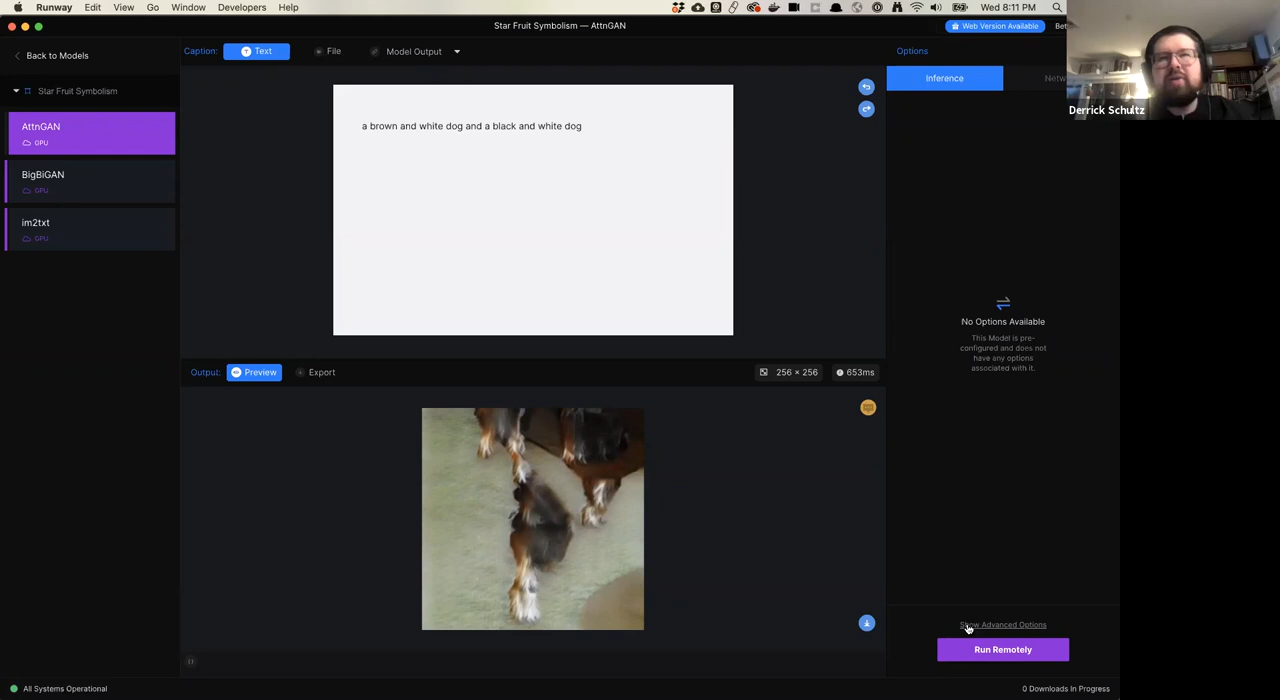 Runway File Edit View Go Window Developers Help
Wed 8:11 PM
Star Fruit Symbolism — AttnGAN
Web Version Available
Back to Models
Caption:
Text
File
Model Output
Options
Star Fruit Symbolism
Inference
Derrick Schultz
AttnGAN
GPU
a brown and white dog and a black and white dog
BigBiGAN
GPU
im2txt
GPU
No Options Available
This Model is pre-
configured and does not
have any options
associated with it.
Output:
Preview
Export
256 × 256
653ms
Show Advanced Options
Run Remotely
All Systems Operational
0 Downloads In Progress